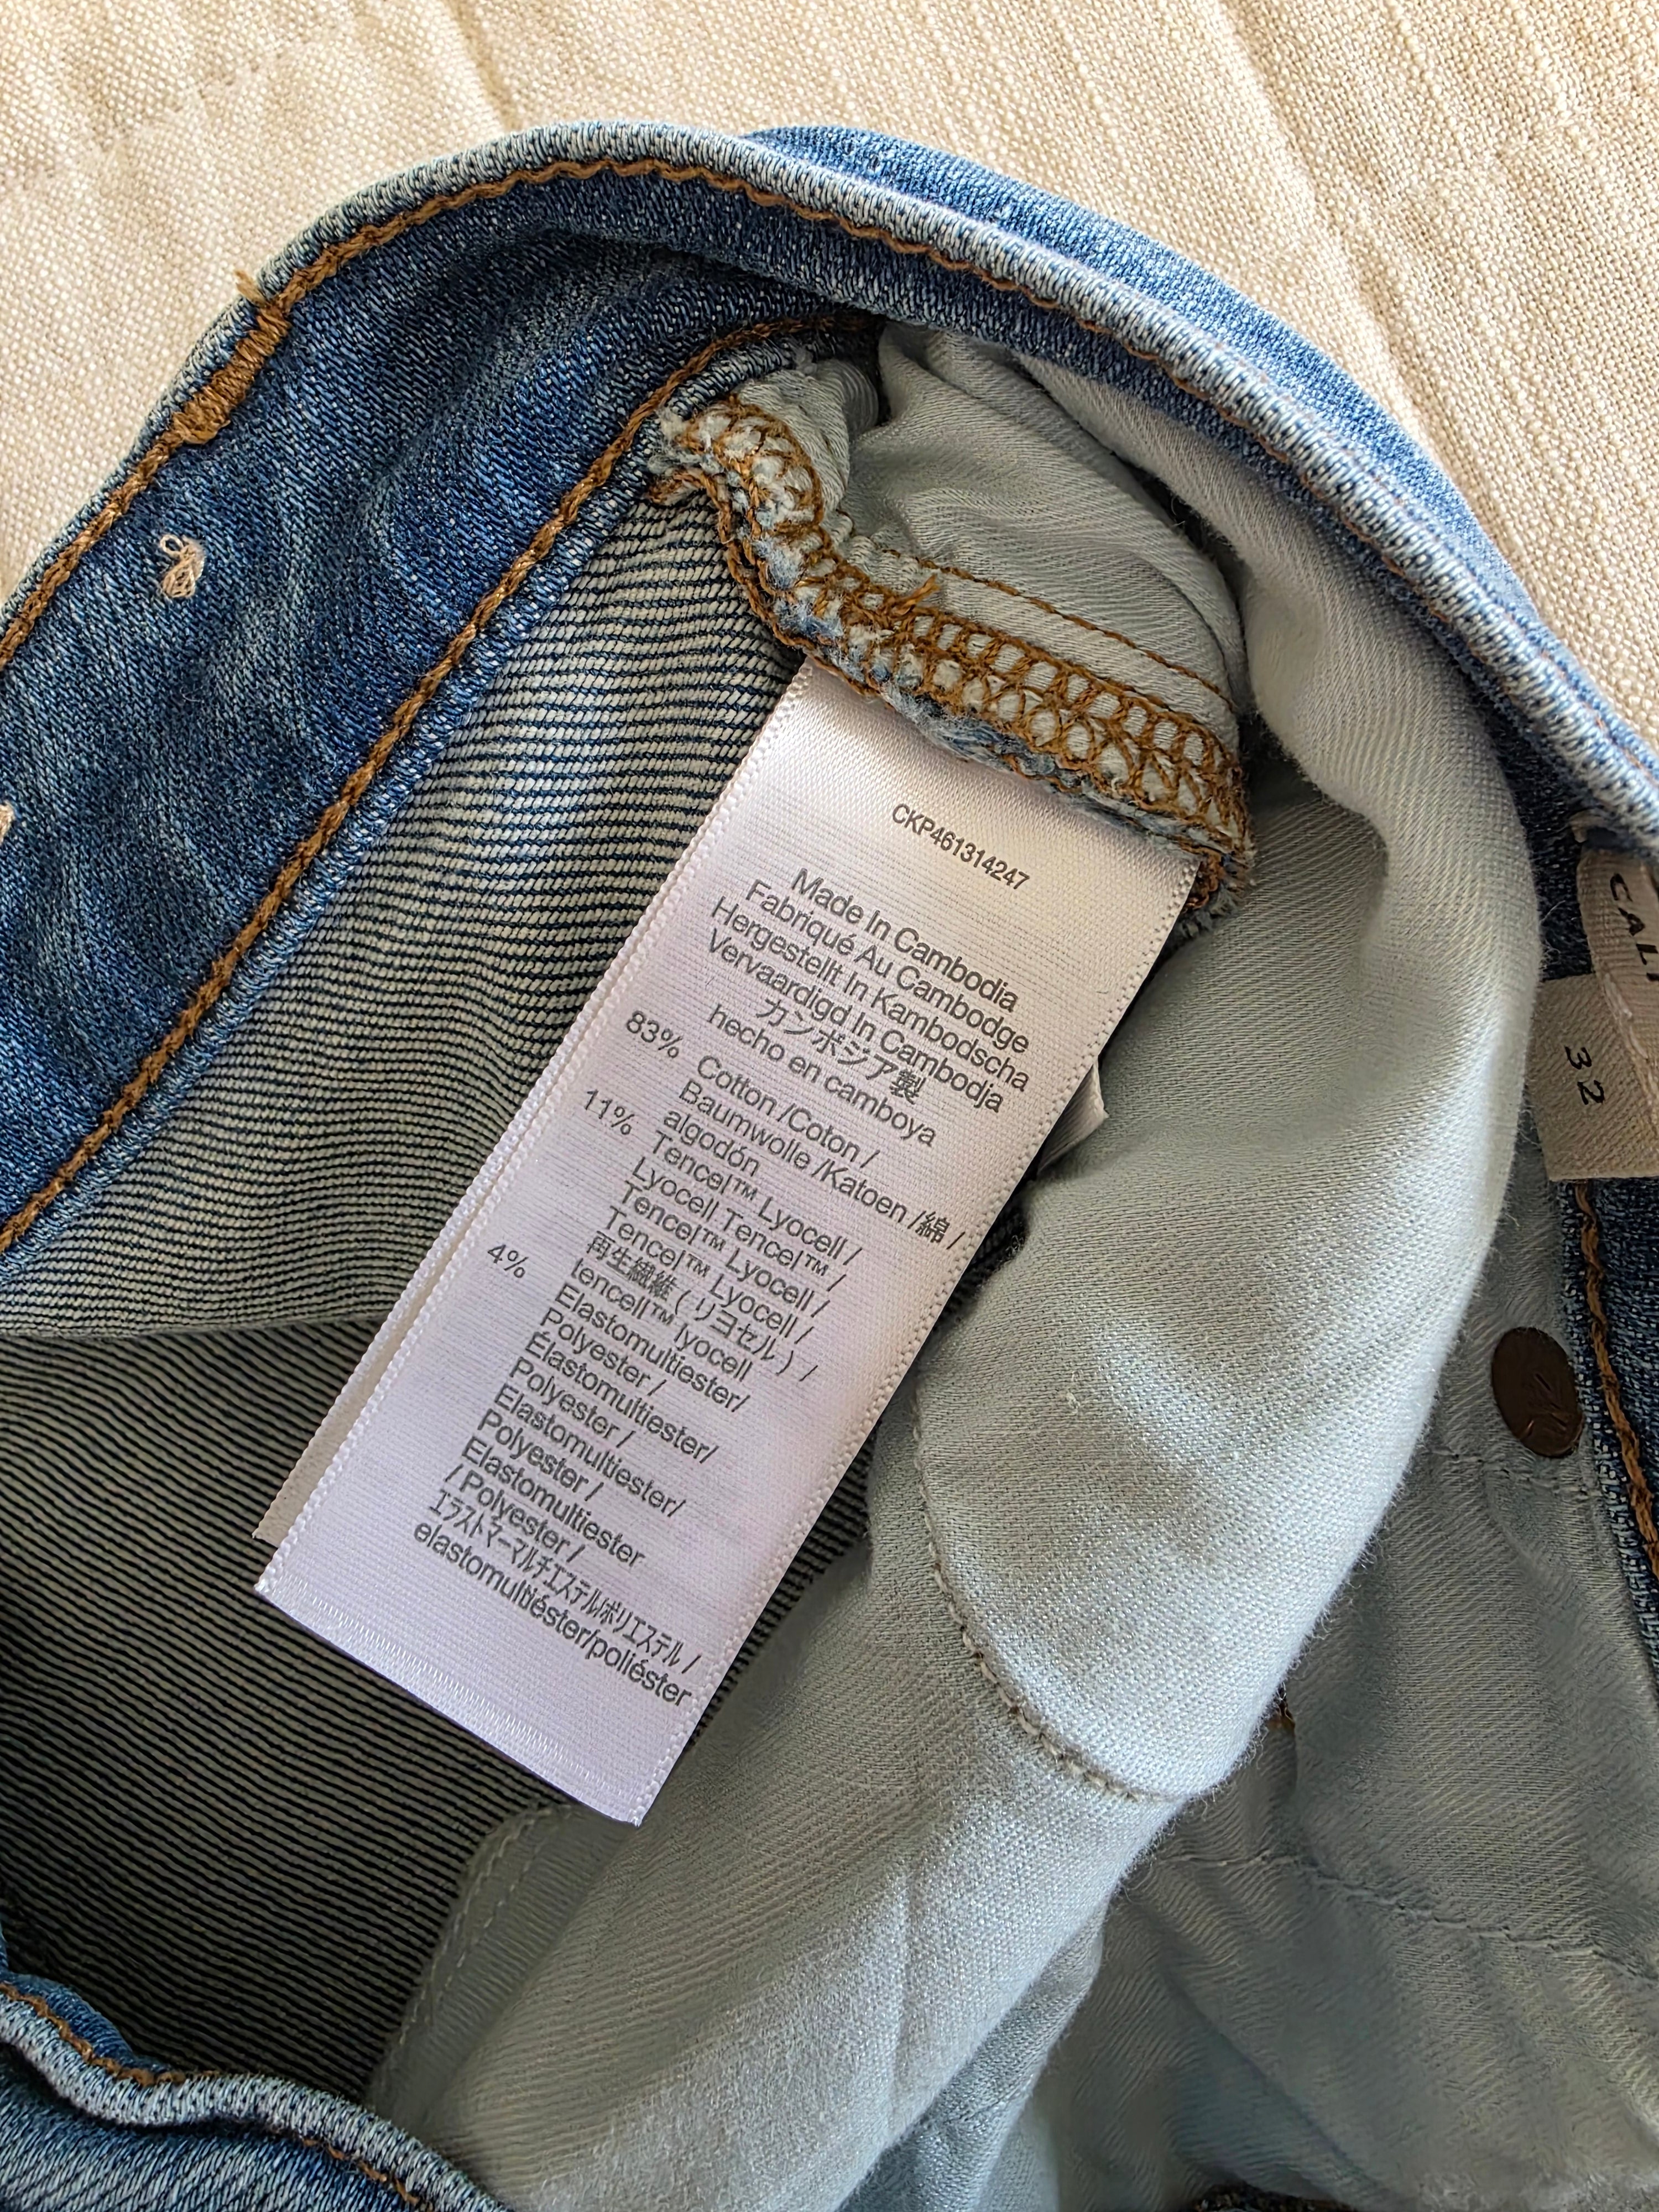 CKP461314247
Made In Cambodia
Fabriqué Au Cambodge
Hergestellt In Kambodscha
Vervaardigd In Cambodja
カンボジア製
hecho en camboya
83% Cotton /Coton /
Baumwolle /Katoen /綿 /
algodón
11% Tencel™ Lyocell /
Lyocell Tencel™ /
Tencel™ Lyocell /
Tencel™ Lyocell /
再生繊維 ( リヨセル ) /
tencell™ lyocell
4% Elastomultiester/
Polyester /
Élastomultiester/
Polyester /
Elastomultiester/
Polyester /
Elastomultiester
/ Polyester /
エラストマーマルチエステル/ポリエステル /
elastomultiéster/poliéster
CALI
32